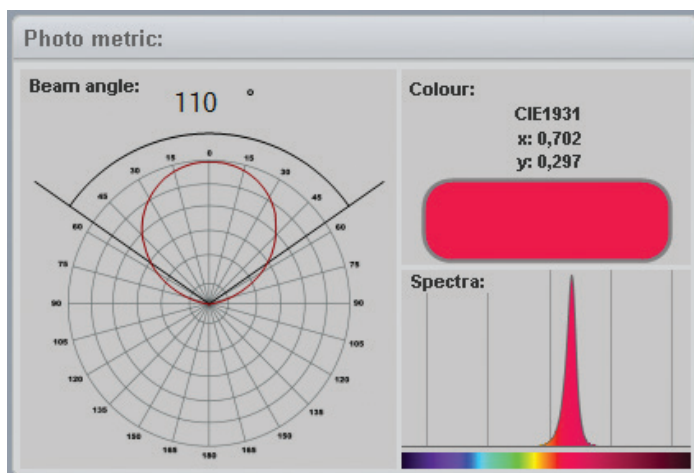 Photo metric:
Beam angle:
110 °
0
15 15
30 30
45 45
60 60
75 75
90 90
105 105
120 120
135 135
150 150
165 165
180
Colour:
CIE1931
x: 0,702
y: 0,297
Spectra: